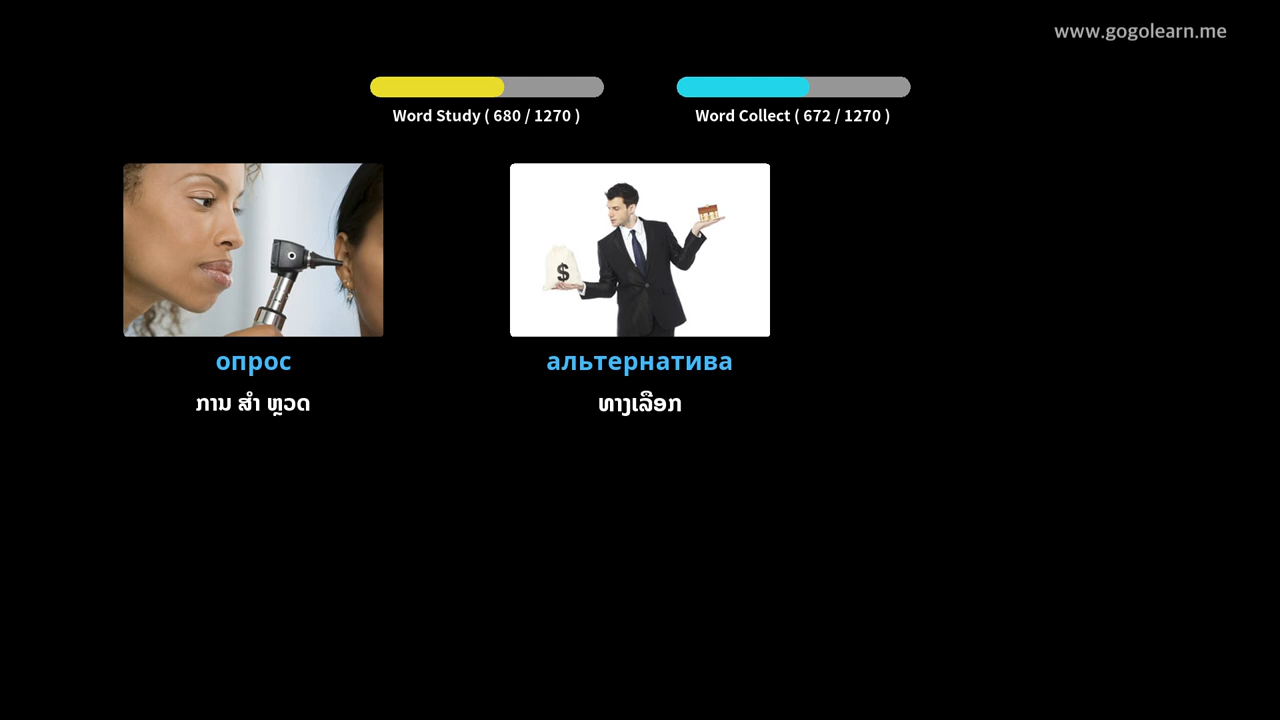 www.gogolearn.me
Word Study ( 680 / 1270 )
Word Collect ( 672 / 1270 )
$
опрос
альтернатива
ການ ສຳ ຫຼວດ
ທາງເລືອກ